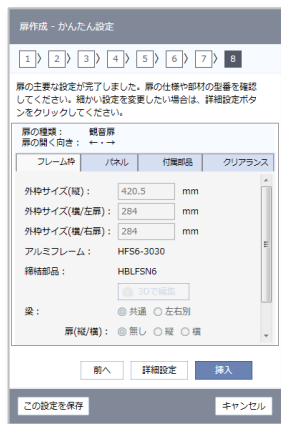 扉作成 - かんたん設定
1 〉 2 〉 3 〉 4 〉 5 〉 6 〉 7 〉 8
扉の主要な設定が完了しました。扉の仕様や部材の型番を確認
してください。細かい設定を変更したい場合は、詳細設定ボタ
ンをクリックしてください。
扉の種類： 観音扉
扉の開く向き： ←・→
フレーム枠 パネル 付属部品 クリアランス
外枠サイズ(縦)： 420.5 mm
外枠サイズ(横/左扉)： 284 mm
外枠サイズ(横/右扉)： 284 mm
アルミフレーム： HFS6-3030
締結部品： HBLFSN6
3Dで編集
梁： 共通 左右別
扉(縦/横)： 無し 縦 横
前へ 詳細設定 挿入
この設定を保存 キャンセル